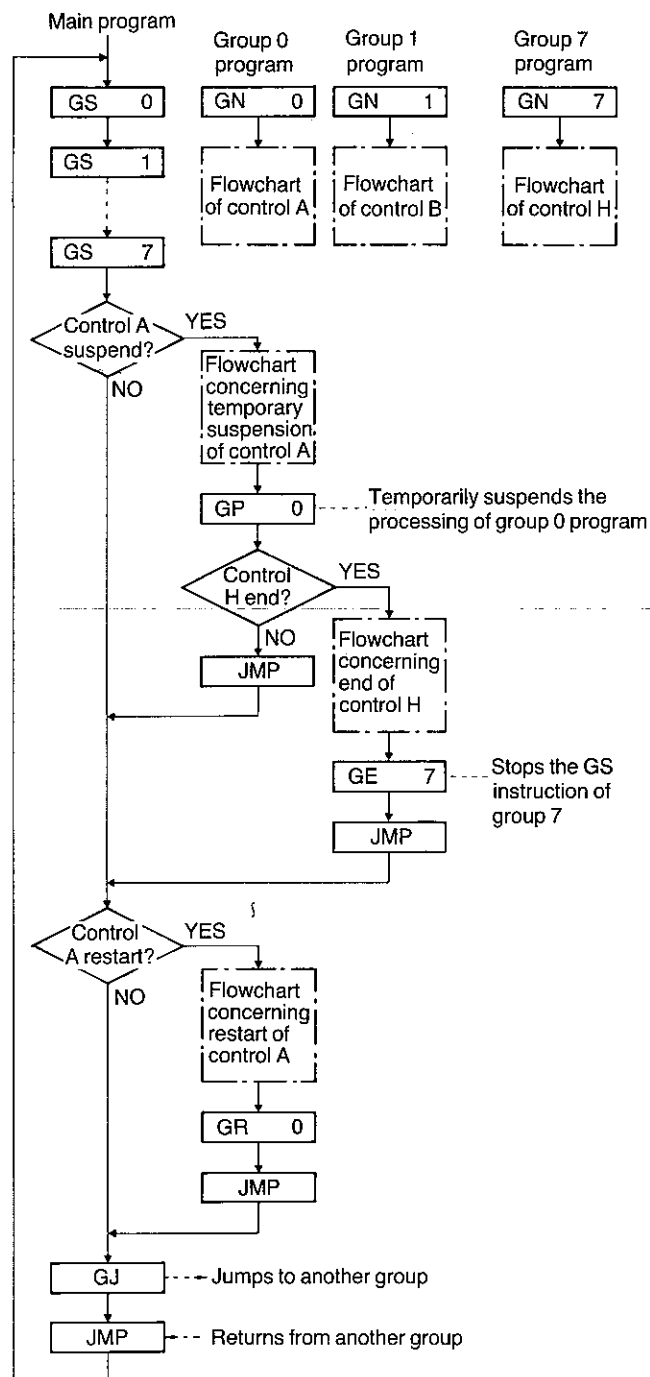 Main program
Group 0
program
Group 1
program
Group 7
program
GS 0
GN 0
GN 1
GN 7
GS 1
Flowchart
of control A
Flowchart
of control B
Flowchart
of control H
GS 7
Control A
suspend?
YES
NO
Flowchart
concerning
temporary
suspension
of control A
GP 0
Temporarily suspends the
processing of group 0 program
Control
H end?
YES
NO
JMP
Flowchart
concerning
end of
control H
GE 7
Stops the GS
instruction of
group 7
JMP
Control
A restart?
YES
NO
Flowchart
concerning
restart of
control A
GR 0
JMP
GJ
Jumps to another group
JMP
Returns from another group